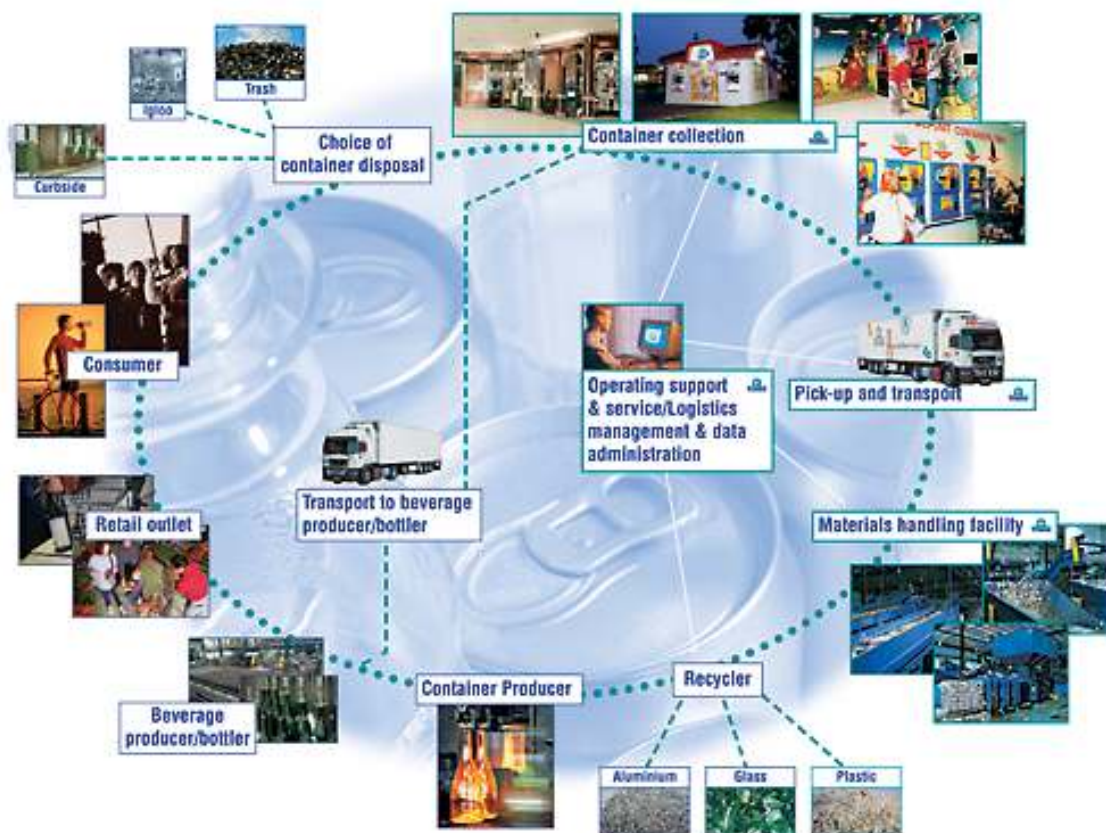 Trash
Igloo
Curbside
Choice of
container disposal
Container collection
Consumer
Operating support
& service/Logistics
management & data
administration
Pick-up and transport
Transport to beverage
producer/bottler
Retail outlet
Materials handling facility
Beverage
producer/bottler
Container Producer
Recycler
Aluminium
Glass
Plastic